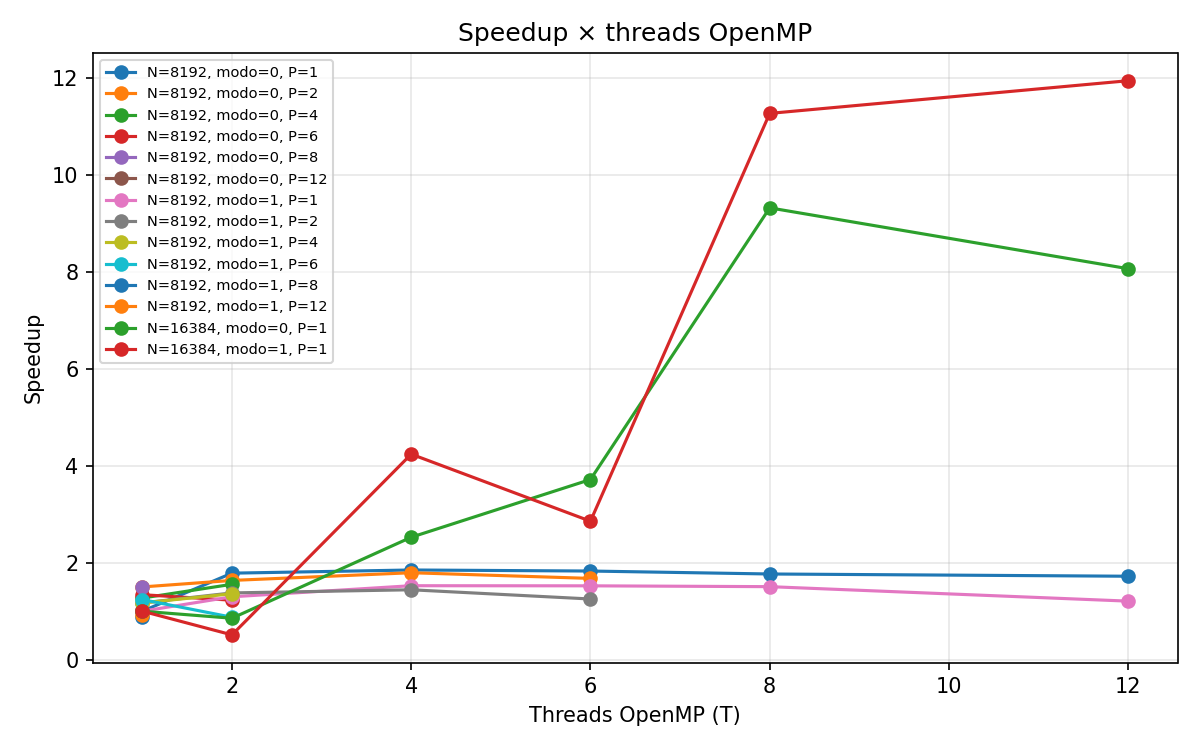 Speedup × threads OpenMP
N=8192, modo=0, P=1
N=8192, modo=0, P=2
N=8192, modo=0, P=4
N=8192, modo=0, P=6
N=8192, modo=0, P=8
N=8192, modo=0, P=12
N=8192, modo=1, P=1
N=8192, modo=1, P=2
N=8192, modo=1, P=4
N=8192, modo=1, P=6
N=8192, modo=1, P=8
N=8192, modo=1, P=12
N=16384, modo=0, P=1
N=16384, modo=1, P=1
12
10
8
6
4
2
0
Speedup
2 4 6 8 10 12
Threads OpenMP (T)